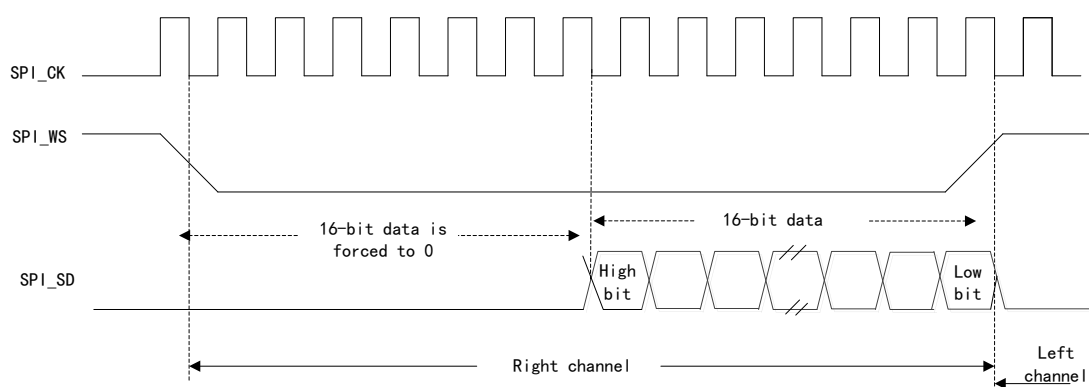 SPI_CK
SPI_WS
16-bit data is
forced to 0
16-bit data
SPI_SD
High
bit
Low
bit
Right channel
Left
channel